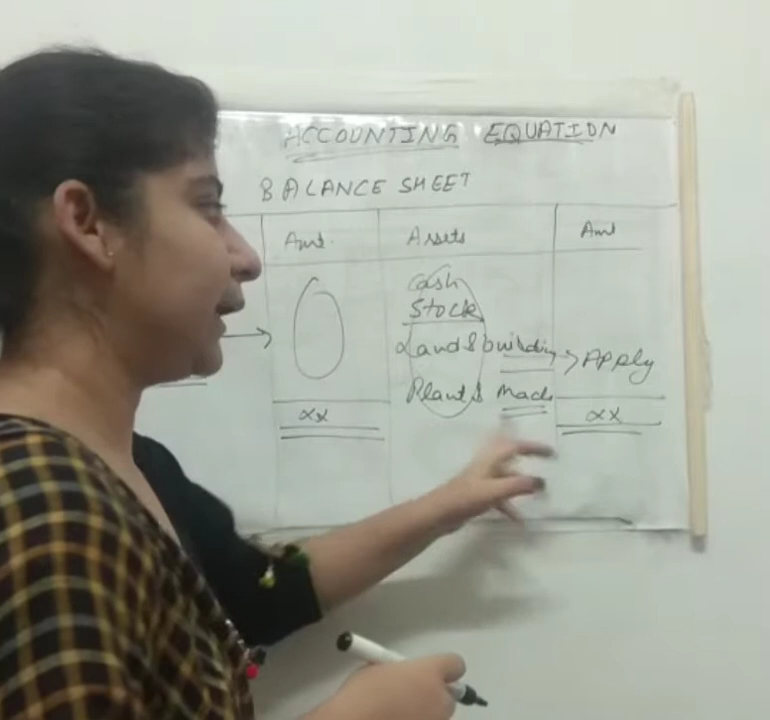 ACCOUNTING EQUATION
BALANCE SHEET
Amt. Assets Amt
Cash
Stock
Land & building → Apply
Plant & Mach
xx xx